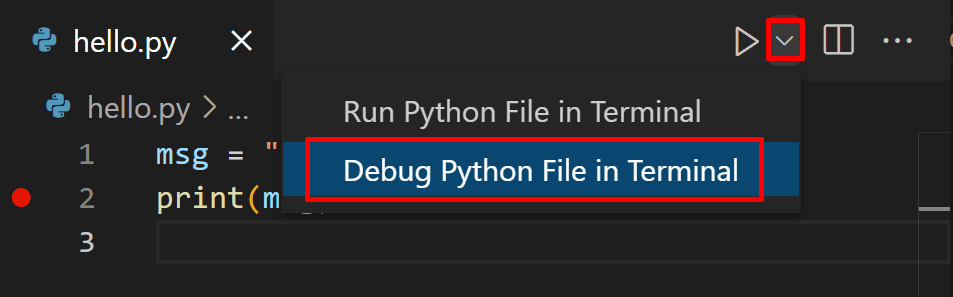 hello.py
hello.py > ...
Run Python File in Terminal
1 msg = "
Debug Python File in Terminal
2 print(m
3